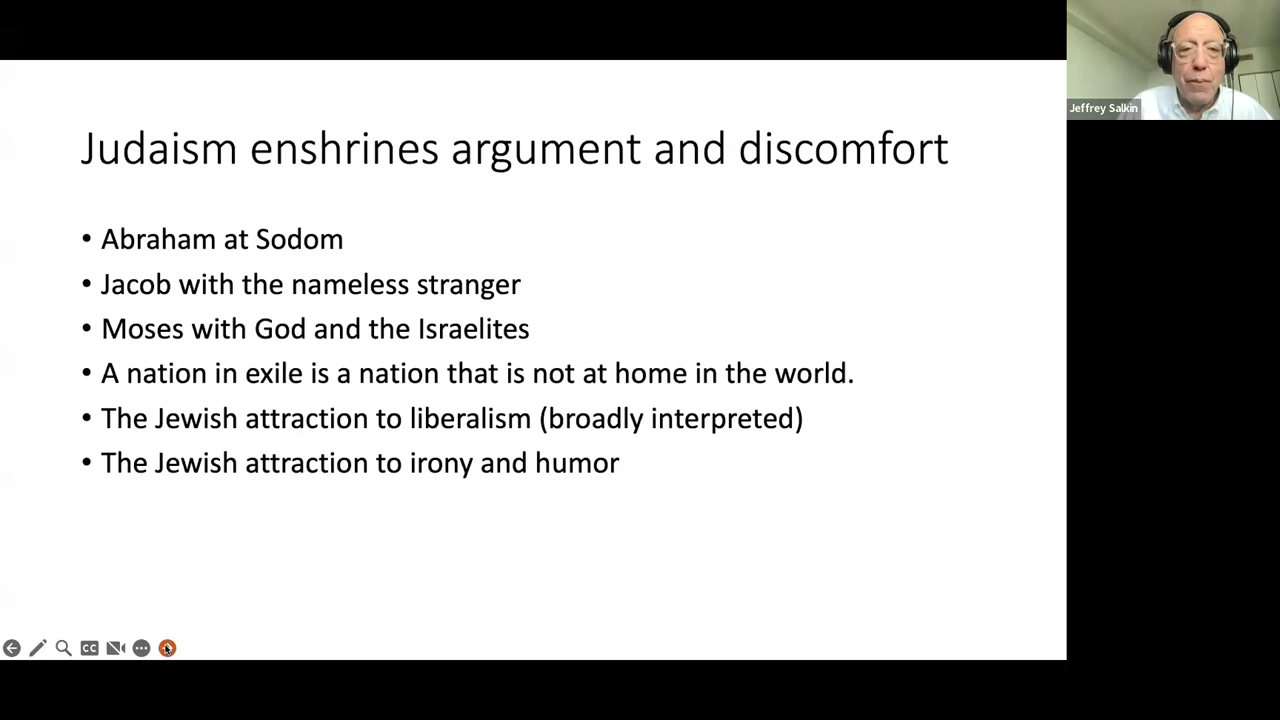 Judaism enshrines argument and discomfort
• Abraham at Sodom
• Jacob with the nameless stranger
• Moses with God and the Israelites
• A nation in exile is a nation that is not at home in the world.
• The Jewish attraction to liberalism (broadly interpreted)
• The Jewish attraction to irony and humor
Jeffrey Salkin
CC